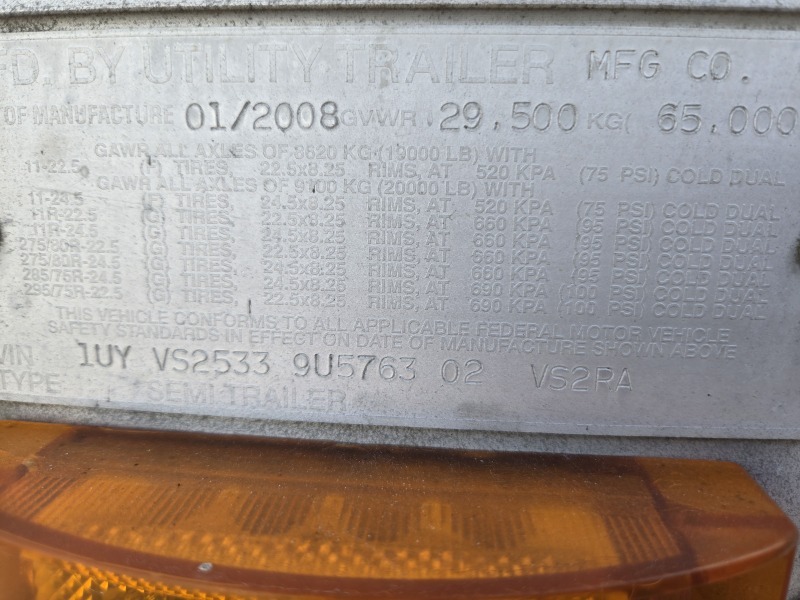 FD. BY UTILITY TRAILER MFG CO.
OF MANUFACTURE 01/2008 GVWR 29,500 KG( 65,000
GAWR ALL AXLES OF 8620 KG (19000 LB) WITH
11-22.5 (F) TIRES, 22.5x8.25 RIMS, AT 520 KPA (75 PSI) COLD DUAL
GAWR ALL AXLES OF 9100 KG (20000 LB) WITH
11-24.5 (F) TIRES, 24.5x8.25 RIMS, AT 520 KPA (75 PSI) COLD DUAL
11R-22.5 (G) TIRES, 22.5x8.25 RIMS, AT 660 KPA (95 PSI) COLD DUAL
11R-24.5 (G) TIRES, 24.5x8.25 RIMS, AT 660 KPA (95 PSI) COLD DUAL
275/80R-22.5 (G) TIRES, 22.5x8.25 RIMS, AT 660 KPA (95 PSI) COLD DUAL
275/80R-24.5 (G) TIRES, 24.5x8.25 RIMS, AT 660 KPA (95 PSI) COLD DUAL
285/75R-24.5 (G) TIRES, 24.5x8.25 RIMS, AT 660 KPA (95 PSI) COLD DUAL
295/75R-22.5 (G) TIRES, 22.5x8.25 RIMS, AT 690 KPA (100 PSI) COLD DUAL
THIS VEHICLE CONFORMS TO ALL APPLICABLE FEDERAL MOTOR VEHICLE
SAFETY STANDARDS IN EFFECT ON DATE OF MANUFACTURE SHOWN ABOVE
VIN 1UY VS2533 9U5763 02 VS2RA
TYPE SEMI TRAILER